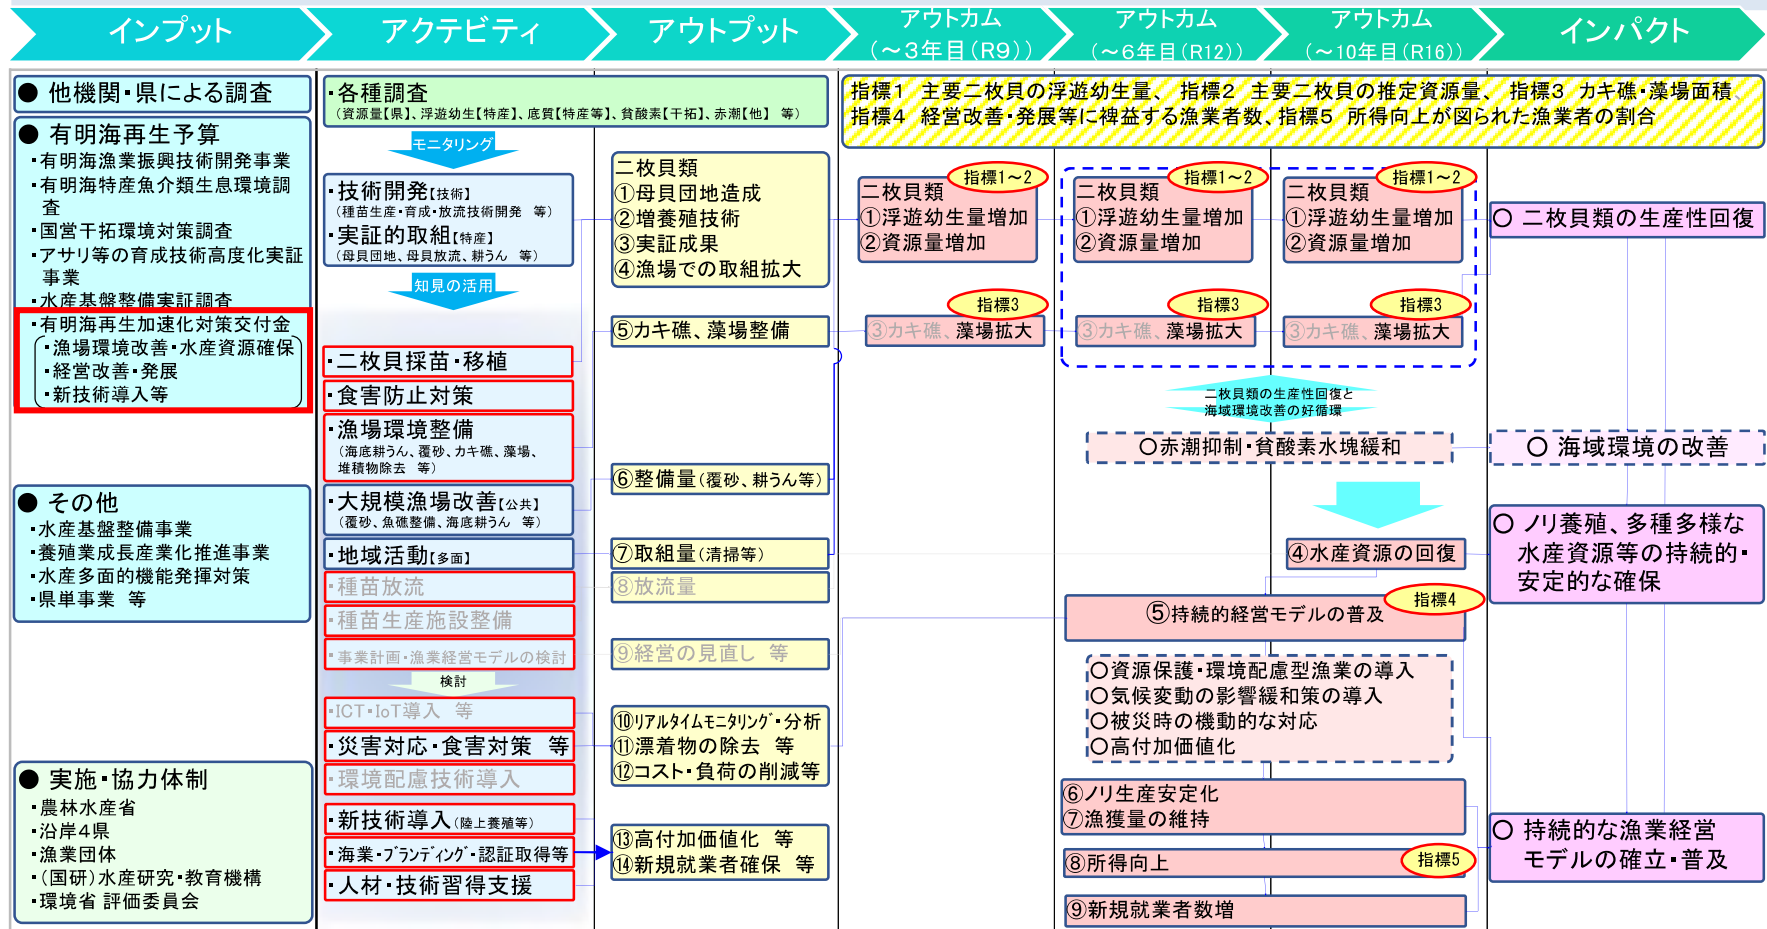 インプット
アクテビティ
アウトプット
アウトカム
(～3年目(R9))
アウトカム
(～6年目(R12))
アウトカム
(～10年目(R16))
インパクト
● 他機関・県による調査
● 有明海再生予算
・有明海漁業振興技術開発事業
・有明海特産魚介類生息環境調
査
・国営干拓環境対策調査
・アサリ等の育成技術高度化実証
事業
・水産基盤整備実証調査
・有明海再生加速化対策交付金
・漁場環境改善・水産資源確保
・経営改善・発展
・新技術導入等
● その他
・水産基盤整備事業
・養殖業成長産業化推進事業
・水産多面的機能発揮対策
・県単事業 等
● 実施・協力体制
・農林水産省
・沿岸4県
・漁業団体
・(国研)水産研究・教育機構
・環境省 評価委員会
・各種調査
(資源量【県】、浮遊幼生【特産】、底質【特産等】、貧酸素【干拓】、赤潮【他】 等)
モニタリング
・技術開発【技術】
(種苗生産・育成・放流技術開発 等)
・実証的取組【特産】
(母貝団地、母貝放流、耕うん 等)
知見の活用
・二枚貝採苗・移植
・食害防止対策
・漁場環境整備
(海底耕うん、覆砂、カキ礁、藻場、
堆積物除去 等)
・大規模漁場改善【公共】
(覆砂、魚礁整備、海底耕うん 等)
・地域活動【多面】
・種苗放流
・種苗生産施設整備
・事業計画・漁業経営モデルの検討
検討
・ICT・IoT導入 等
・災害対応・食害対策 等
・環境配慮技術導入
・新技術導入(陸上養殖等)
・海業・ブランディング・認証取得等
・人材・技術習得支援
二枚貝類
①母貝団地造成
②増養殖技術
③実証成果
④漁場での取組拡大
⑤カキ礁、藻場整備
⑥整備量(覆砂、耕うん等)
⑦取組量(清掃等)
⑧放流量
⑨経営の見直し 等
⑩リアルタイムモニタリング・分析
⑪漂着物の除去 等
⑫コスト・負荷の削減等
⑬高付加価値化 等
⑭新規就業者確保 等
指標1 主要二枚貝の浮遊幼生量、 指標2 主要二枚貝の推定資源量、 指標3 カキ礁・藻場面積、
指標4 経営改善・発展等に裨益する漁業者数、指標5 所得向上が図られた漁業者の割合
指標1～2
二枚貝類
①浮遊幼生量増加
②資源量増加
指標3
③カキ礁、藻場拡大
指標1～2
二枚貝類
①浮遊幼生量増加
②資源量増加
指標3
③カキ礁、藻場拡大
指標1～2
二枚貝類
①浮遊幼生量増加
②資源量増加
指標3
③カキ礁、藻場拡大
二枚貝類の生産性回復と
海域環境改善の好循環
○赤潮抑制・貧酸素水塊緩和
④水産資源の回復
指標4
⑤持続的経営モデルの普及
○資源保護・環境配慮型漁業の導入
○気候変動の影響緩和策の導入
○被災時の機動的な対応
○高付加価値化
⑥ノリ生産安定化
⑦漁獲量の維持
⑧所得向上
指標5
⑨新規就業者数増
○ 二枚貝類の生産性回復
○ 海域環境の改善
○ ノリ養殖、多種多様な
水産資源等の持続的・
安定的な確保
○ 持続的な漁業経営
モデルの確立・普及